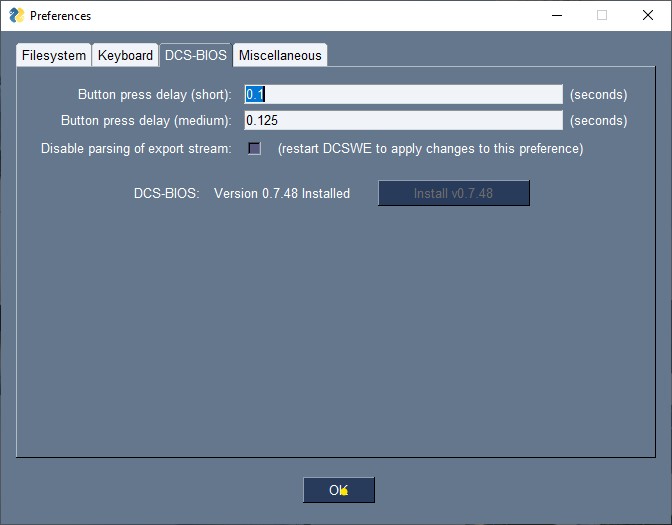 Preferences
Filesystem Keyboard DCS-BIOS Miscellaneous
Button press delay (short): 0.1 (seconds)
Button press delay (medium): 0.125 (seconds)
Disable parsing of export stream: (restart DCSWE to apply changes to this preference)
DCS-BIOS: Version 0.7.48 Installed Install v0.7.48
OK